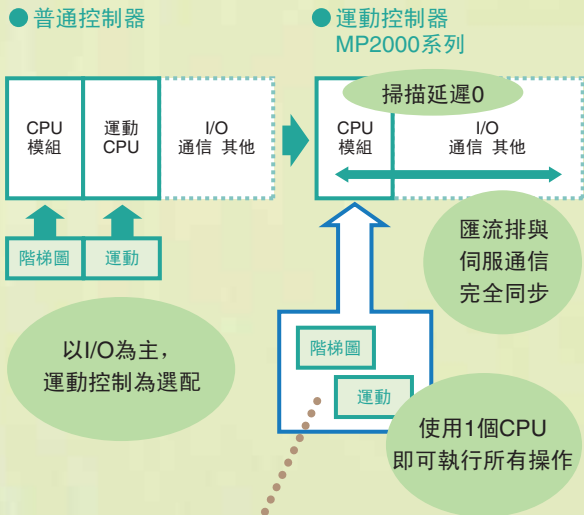 普通控制器
CPU
模組
運動
CPU
I/O
通信 其他
階梯圖
運動
以I/O為主，
運動控制為選配
運動控制器
MP2000系列
掃描延遲0
CPU
模組
I/O
通信 其他
匯流排與
伺服通信
完全同步
階梯圖
運動
使用1個CPU
即可執行所有操作